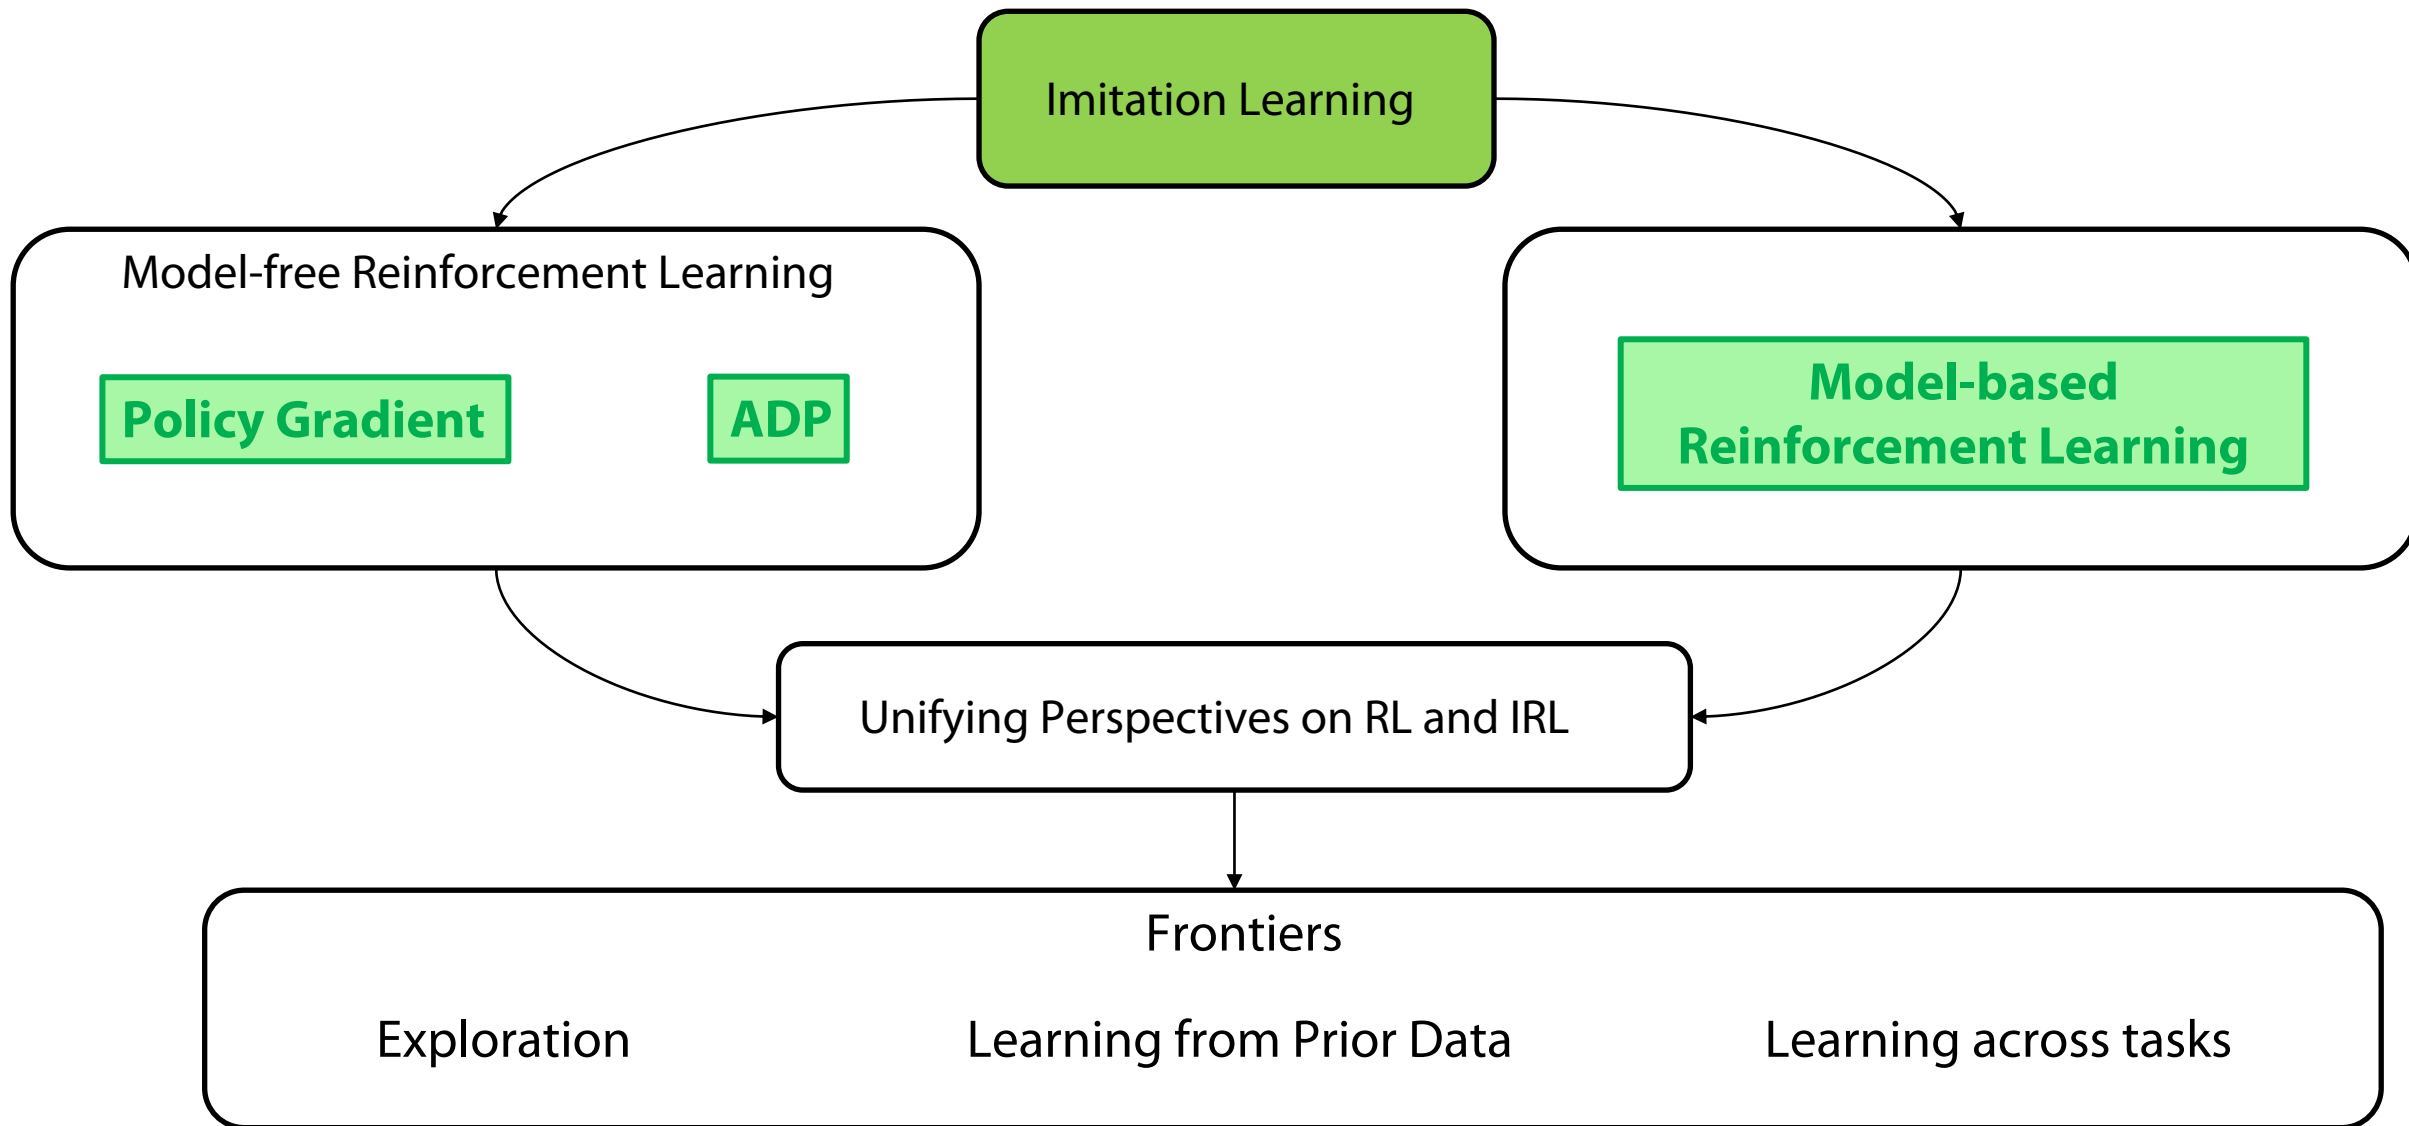 Imitation Learning
Model-free Reinforcement Learning
Policy Gradient
ADP
Model-based
Reinforcement Learning
Unifying Perspectives on RL and IRL
Frontiers
Exploration
Learning from Prior Data
Learning across tasks